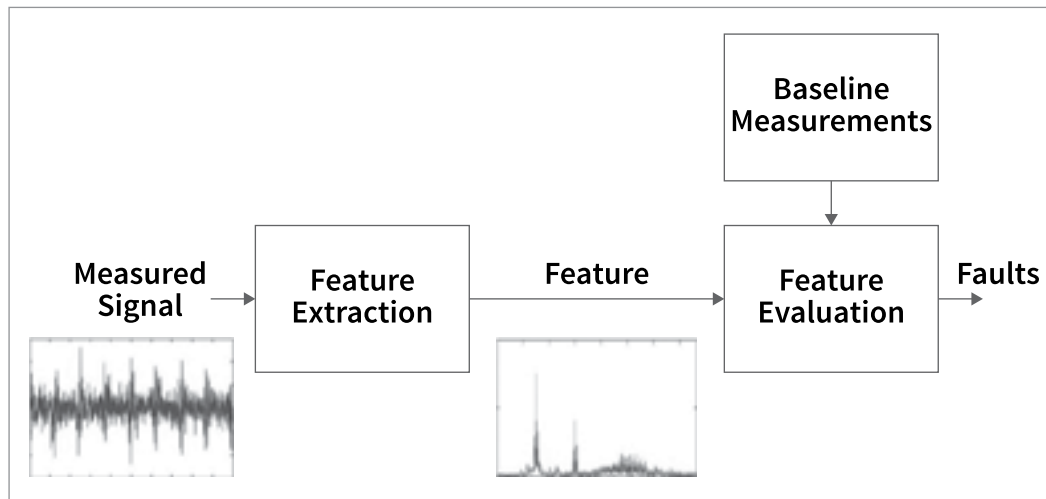 Baseline
Measurements
Measured
Signal
Feature
Extraction
Feature
Feature
Evaluation
Faults